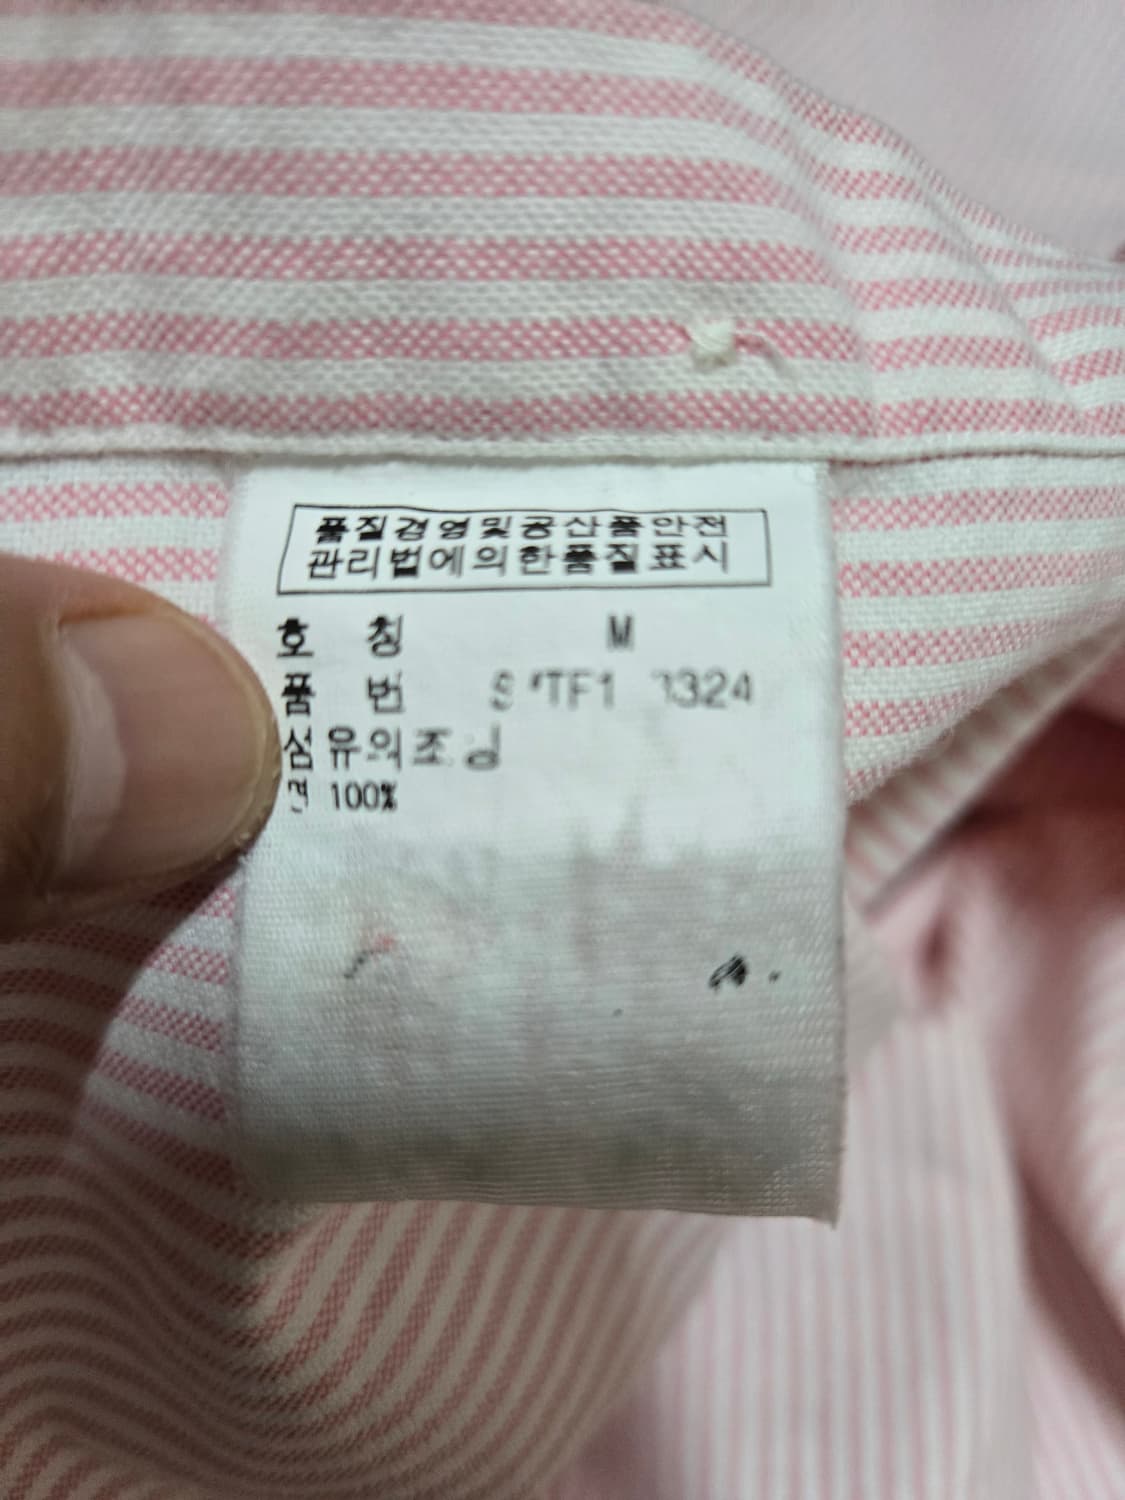 품질경영및공산품안전
관리법에의한품질표시
호 칭 M
품 번
섬유의조성
면 100%